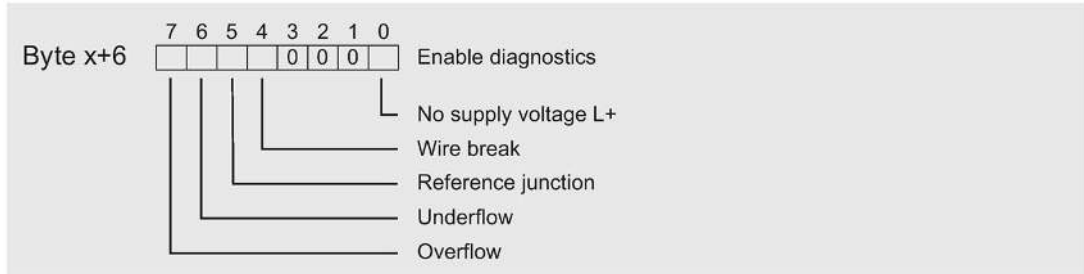 7 6 5 4 3 2 1 0
Byte x+6 0 0 0 Enable diagnostics
No supply voltage L+
Wire break
Reference junction
Underflow
Overflow